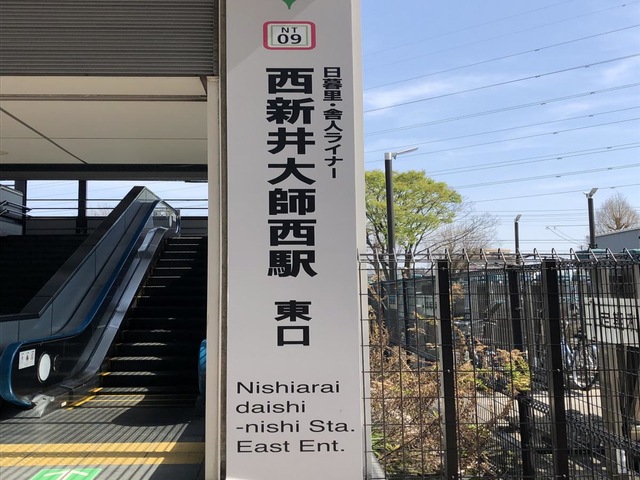 NT
09
日暮里・舎人ライナー
西新井大師西駅 東口
Nishiarai
daishi
-nishi Sta.
East Ent.